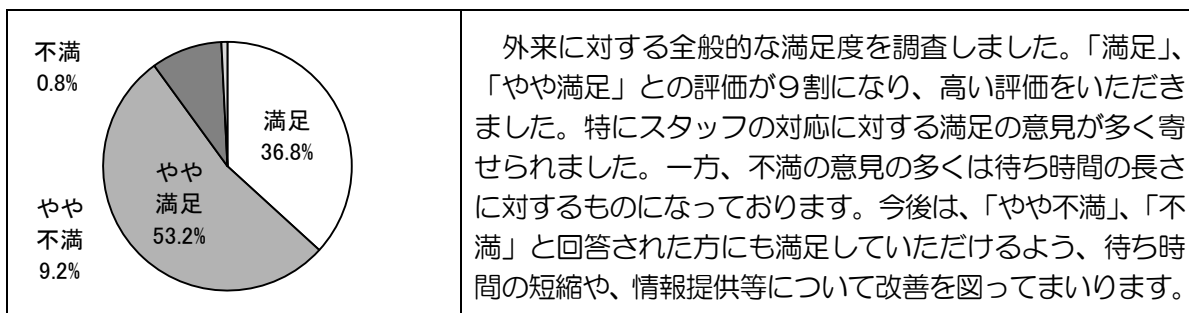 不満
0.8%
満足
36.8%
やや
満足
53.2%
やや
不満
9.2%
外来に対する全般的な満足度を調査しました。「満足」、
「やや満足」との評価が９割になり、高い評価をいただき
ました。特にスタッフの対応に対する満足の意見が多く寄
せられました。一方、不満の意見の多くは待ち時間の長さ
に対するものになっております。今後は、「やや不満」、「不
満」と回答された方にも満足していただけるよう、待ち時
間の短縮や、情報提供等について改善を図ってまいります。